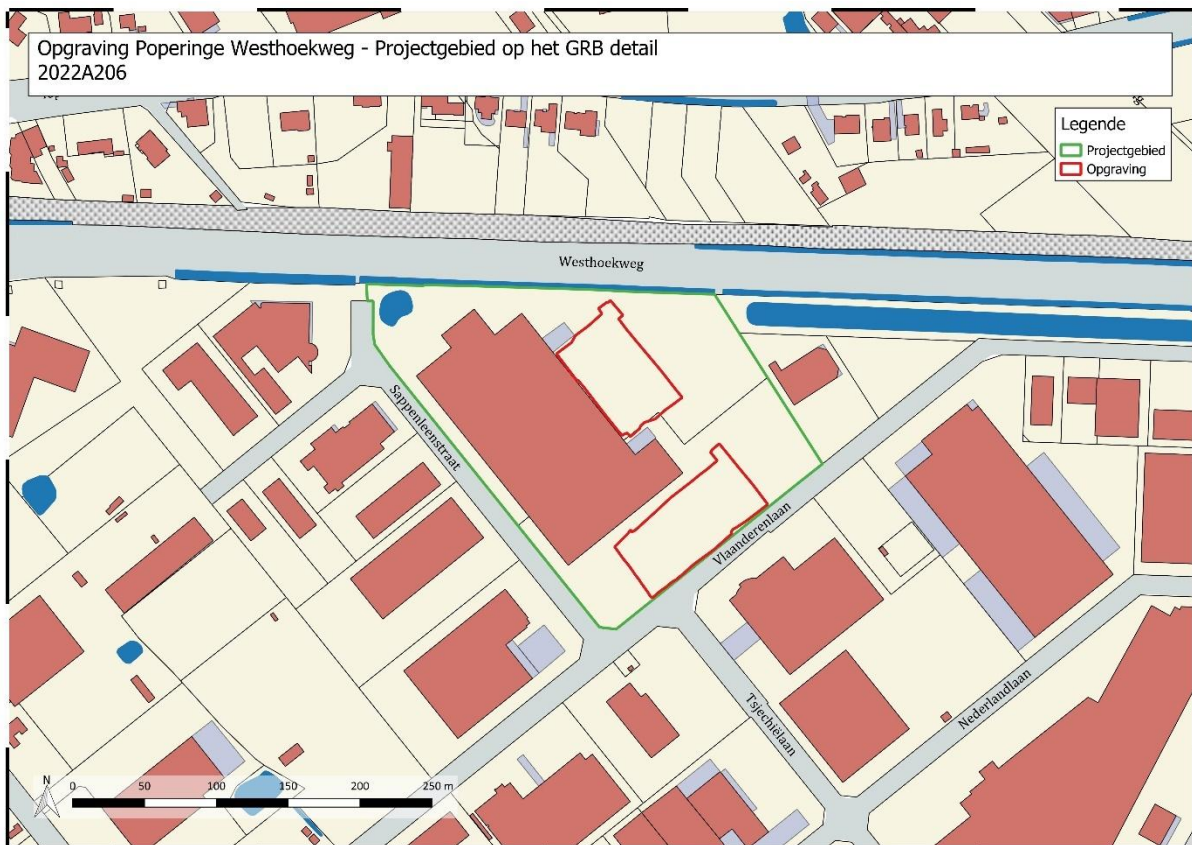 Opgraving Poperinge Westhoekweg - Projectgebied op het GRB detail
2022A206
Legende
Projectgebied
Opgraving
Westhoekweg
Sappenleenstraat
Vlaanderenlaan
Tsjechiëlaan
Nederlandlaan
N
0 50 100 150 200 250 m